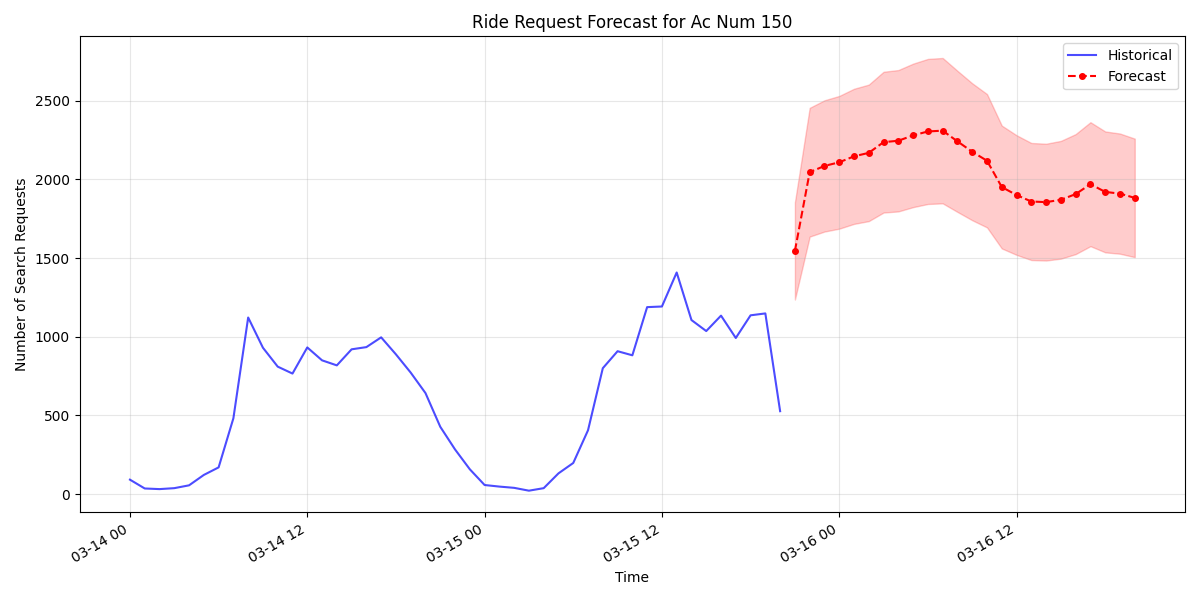 Ride Request Forecast for Ac Num 150
Historical
Forecast
Number of Search Requests
2500
2000
1500
1000
500
0
03-14 00
03-14 12
03-15 00
03-15 12
03-16 00
03-16 12
Time